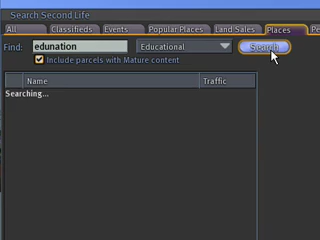 Search Second Life
All Classifieds Events Popular Places Land Sales Places Pe
Find: edunation Educational Search
Include parcels with Mature content
Name Traffic
Searching...